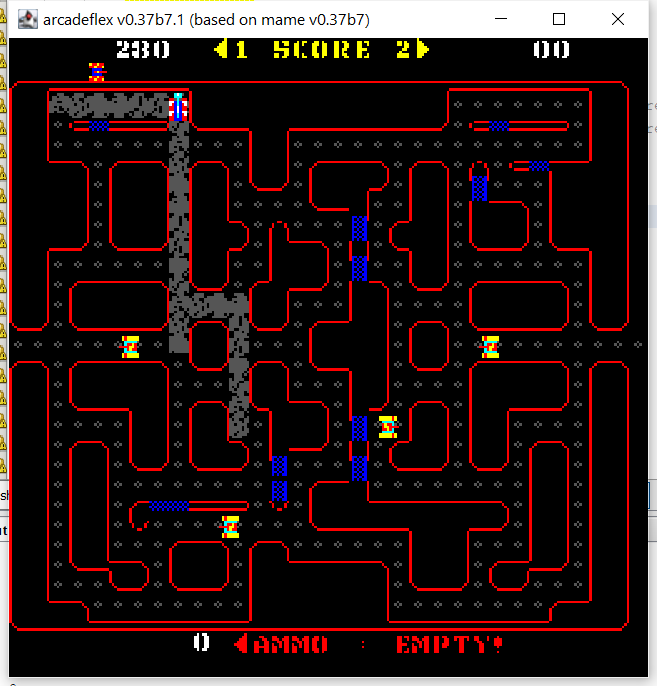 arcadeflex v0.37b7.1 (based on mame v0.37b7)
230 1 SCORE 2 00
0 AMMO : EMPTY!